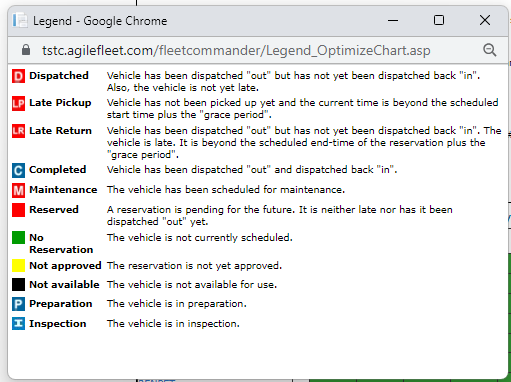 Legend - Google Chrome
tstc.agilefleet.com/fleetcommander/Legend_OptimizeChart.asp
D Dispatched Vehicle has been dispatched "out" but has not yet been dispatched back "in".
Also, the vehicle is not yet late.
LP Late Pickup Vehicle has not been picked up yet and the current time is beyond the scheduled
start time plus the "grace period".
LR Late Return Vehicle has been dispatched "out" but has not yet been dispatched back "in". The
vehicle is late. It is beyond the scheduled end-time of the reservation plus the
"grace period".
C Completed Vehicle has been dispatched "out" and dispatched back "in".
M Maintenance The vehicle has been scheduled for maintenance.
Reserved A reservation is pending for the future. It is neither late nor has it been
dispatched "out" yet.
No The vehicle is not currently scheduled.
Reservation
Not approved The reservation is not yet approved.
Not available The vehicle is not available for use.
P Preparation The vehicle is in preparation.
I Inspection The vehicle is in inspection.